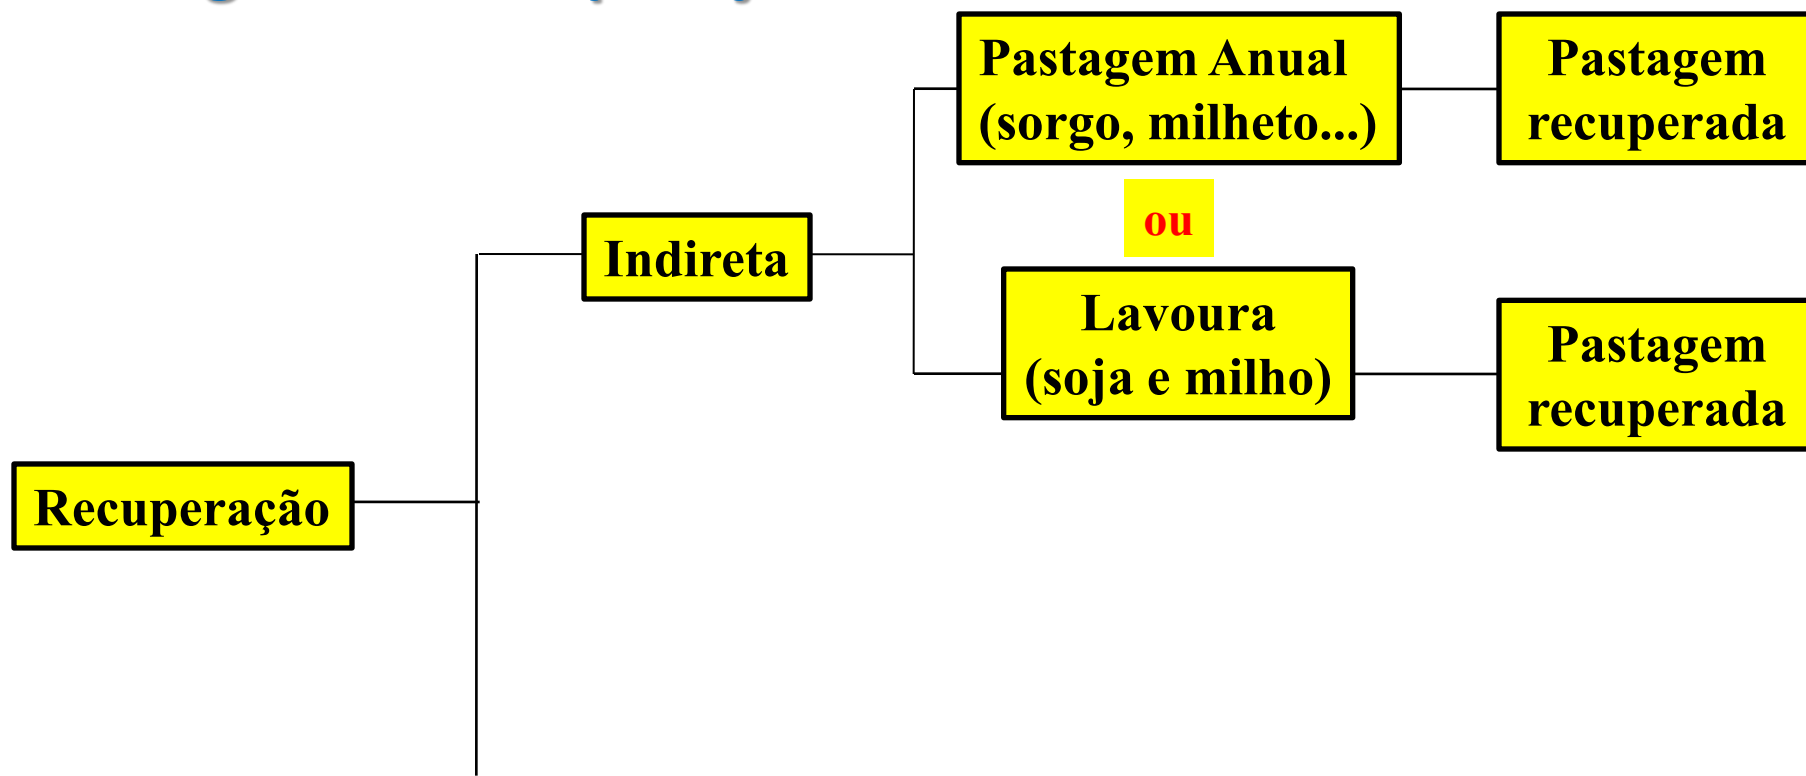 Pastagem Anual
(sorgo, milheto...)
Pastagem
recuperada
ou
Indireta
Lavoura
(soja e milho)
Pastagem
recuperada
Recuperação